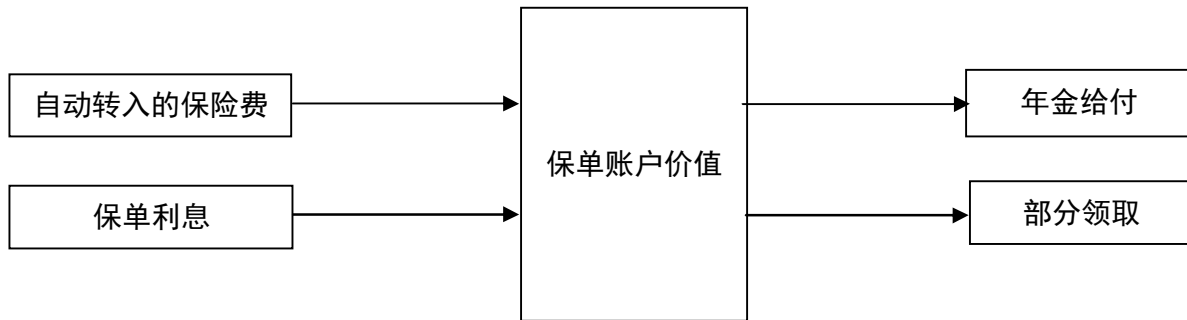 自动转入的保险费
年金给付
保单账户价值
保单利息
部分领取